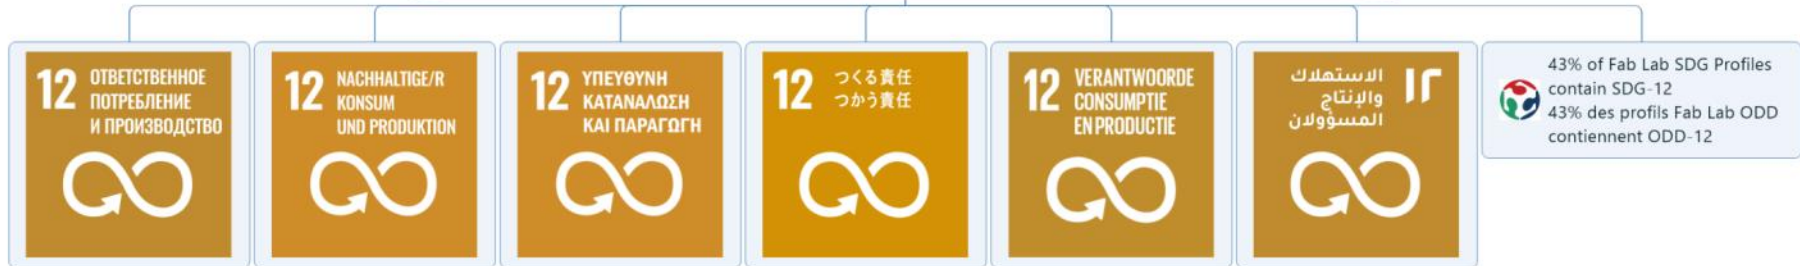 12 ОТВЕТСТВЕННОЕ
ПОТРЕБЛЕНИЕ
И ПРОИЗВОДСТВО
12 NACHHALTIGE/R
KONSUM
UND PRODUKTION
12 ΥΠΕΥΘΥΝΗ
ΚΑΤΑΝΑΛΩΣΗ
ΚΑΙ ΠΑΡΑΓΩΓΗ
12 つくる責任
つかう責任
12 VERANTWOORDE
CONSUMPTIE
EN PRODUCTIE
١٢ الاستهلاك
والإنتاج
المسؤولان
43% of Fab Lab SDG Profiles
contain SDG-12
43% des profils Fab Lab ODD
contiennent ODD-12